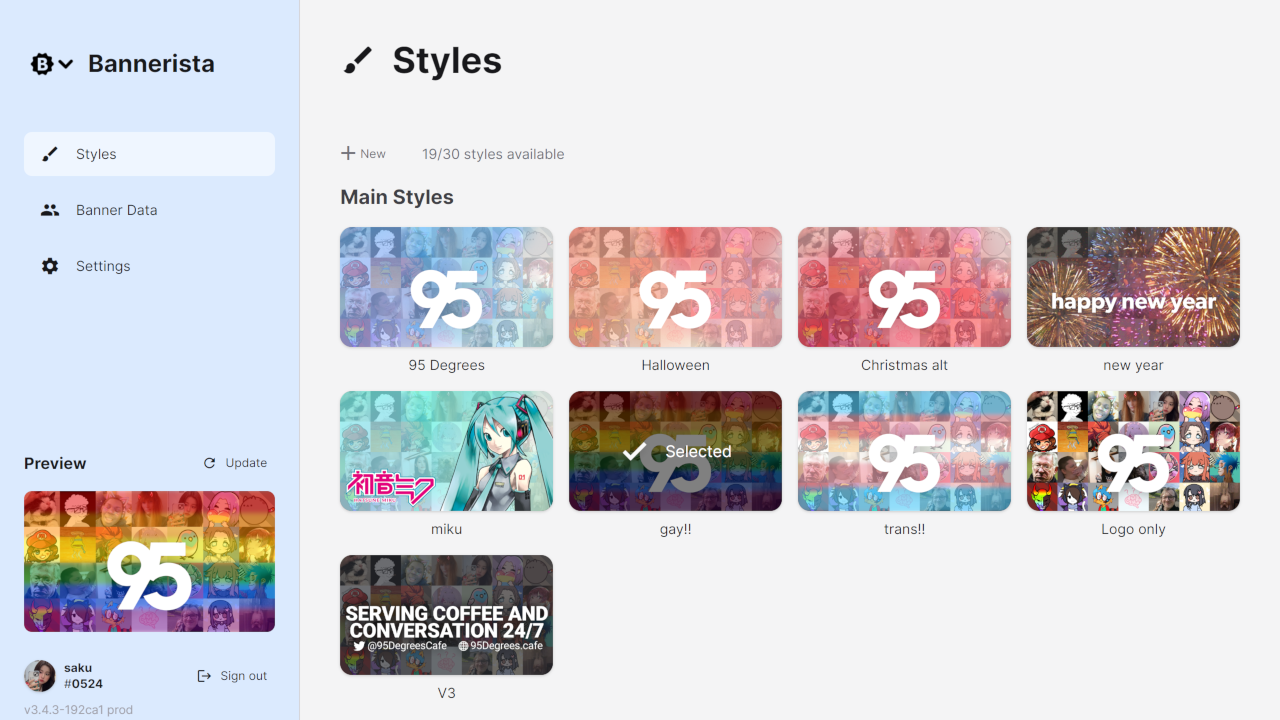 Bannerista
Styles
Banner Data
Settings
Preview
Update
95
saku
#0524
Sign out
v3.4.3-192ca1 prod
Styles
New
19/30 styles available
Main Styles
95
95
95
happy new year
95 Degrees
Halloween
Christmas alt
new year
初音ミク
01
95
Selected
95
95
miku
gay!!
trans!!
Logo only
SERVING COFFEE AND
CONVERSATION 24/7
@95DegreesCafe 95Degrees.cafe
V3